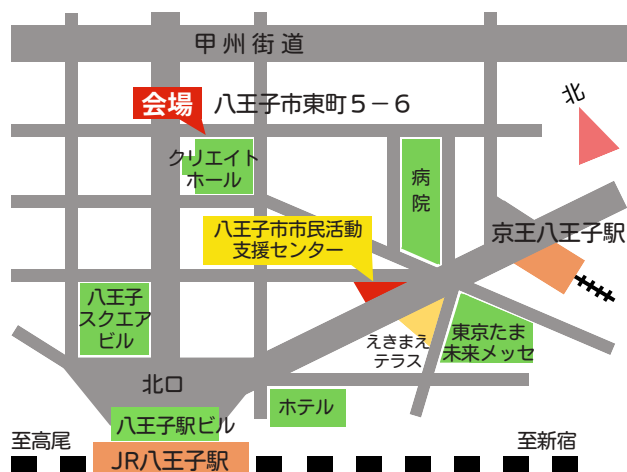 甲州街道
会場 八王子市東町5－6
北
クリエイト
ホール
病
院
京王八王子駅
八王子市市民活動
支援センター
八王子
スクエア
ビル
えきまえ
テラス
東京たま
未来メッセ
北口
ホテル
八王子駅ビル
至高尾
至新宿
JR八王子駅